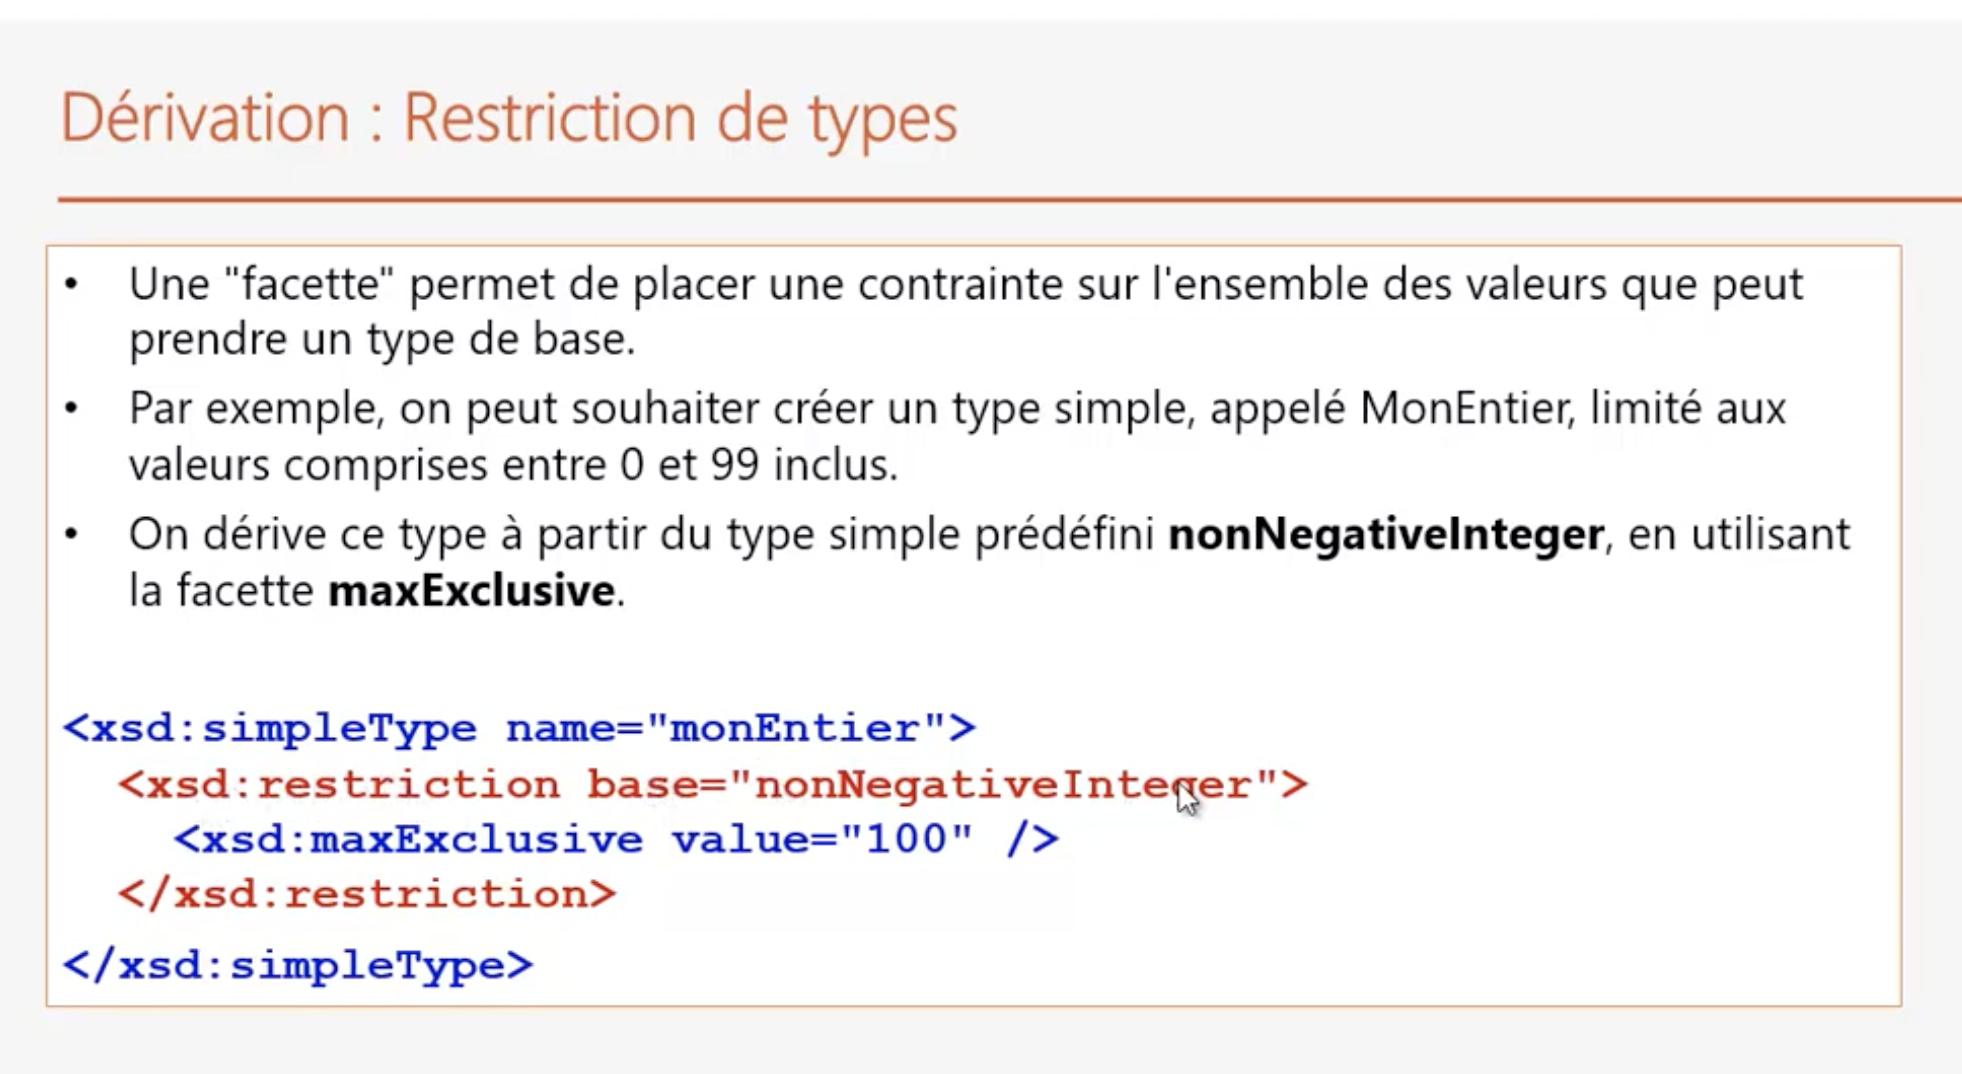 Dérivation : Restriction de types
• Une "facette" permet de placer une contrainte sur l'ensemble des valeurs que peut
prendre un type de base.
• Par exemple, on peut souhaiter créer un type simple, appelé MonEntier, limité aux
valeurs comprises entre 0 et 99 inclus.
• On dérive ce type à partir du type simple prédéfini nonNegativeInteger, en utilisant
la facette maxExclusive.
<xsd:simpleType name="monEntier">
<xsd:restriction base="nonNegativeInteger">
<xsd:maxExclusive value="100" />
</xsd:restriction>
</xsd:simpleType>